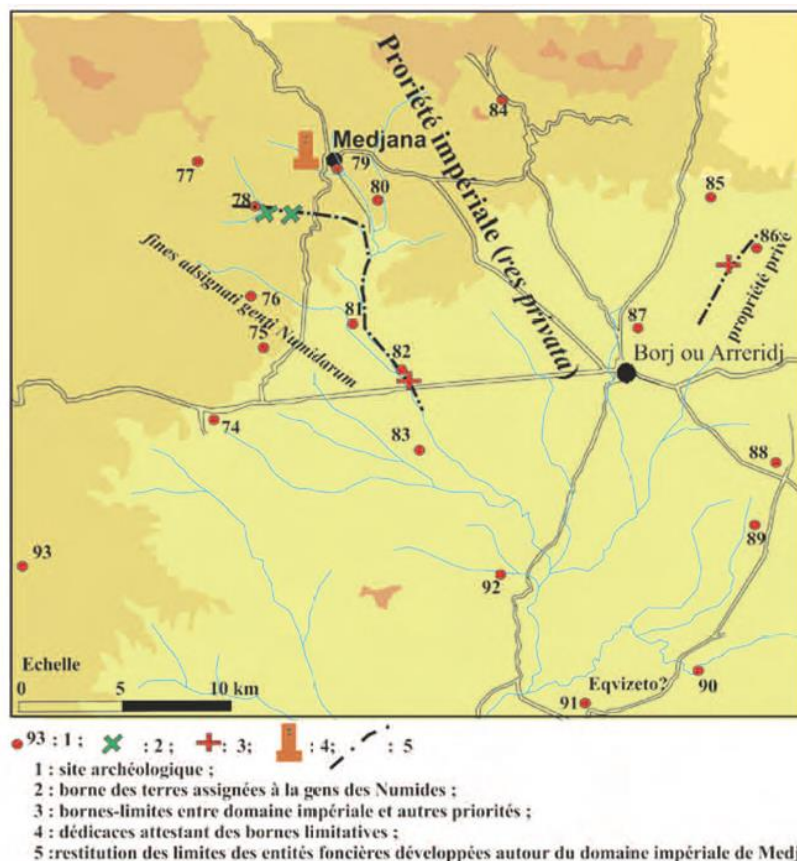 Proriété impériale (res privata)
84
Medjana
79
77
80
85
78
86
propriété privé
fines adsignati genti Numidarum
76
81
87
75
82
Borj ou Arreridj
74
83
88
89
93
92
Echelle
0 5 10 km
Eqvizeto?
90
91
93 : 1 ; : 2 ; : 3; : 4; : 5
1 : site archéologique ;
2 : borne des terres assignées à la gens des Numides ;
3 : bornes-limites entre domaine impériale et autres priorités ;
4 : dédicaces attestant des bornes limitatives ;
5 :restitution des limites des entités foncières développées autour du domaine impériale de Medj